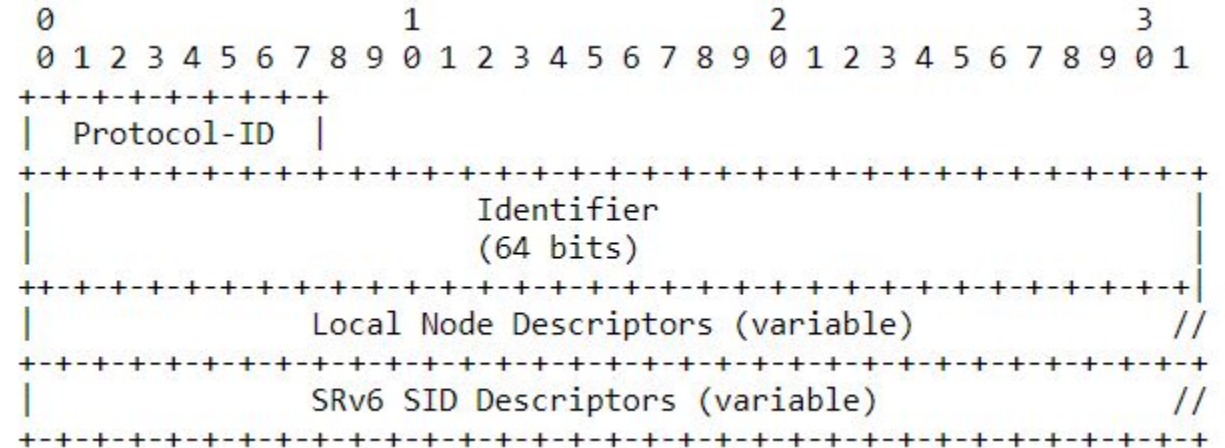 0                   1                   2                   3
 0 1 2 3 4 5 6 7 8 9 0 1 2 3 4 5 6 7 8 9 0 1 2 3 4 5 6 7 8 9 0 1
+-+-+-+-+-+-+-+-+
|  Protocol-ID  |
+-+-+-+-+-+-+-+-+-+-+-+-+-+-+-+-+-+-+-+-+-+-+-+-+-+-+-+-+-+-+-+-+
|                        Identifier                             |
|                        (64 bits)                              |
++-+-+-+-+-+-+-+-+-+-+-+-+-+-+-+-+-+-+-+-+-+-+-+-+-+-+-+-+-+-+-+|
|               Local Node Descriptors (variable)              //
+-+-+-+-+-+-+-+-+-+-+-+-+-+-+-+-+-+-+-+-+-+-+-+-+-+-+-+-+-+-+-+-+
|               SRv6 SID Descriptors (variable)                //
+-+-+-+-+-+-+-+-+-+-+-+-+-+-+-+-+-+-+-+-+-+-+-+-+-+-+-+-+-+-+-+-+